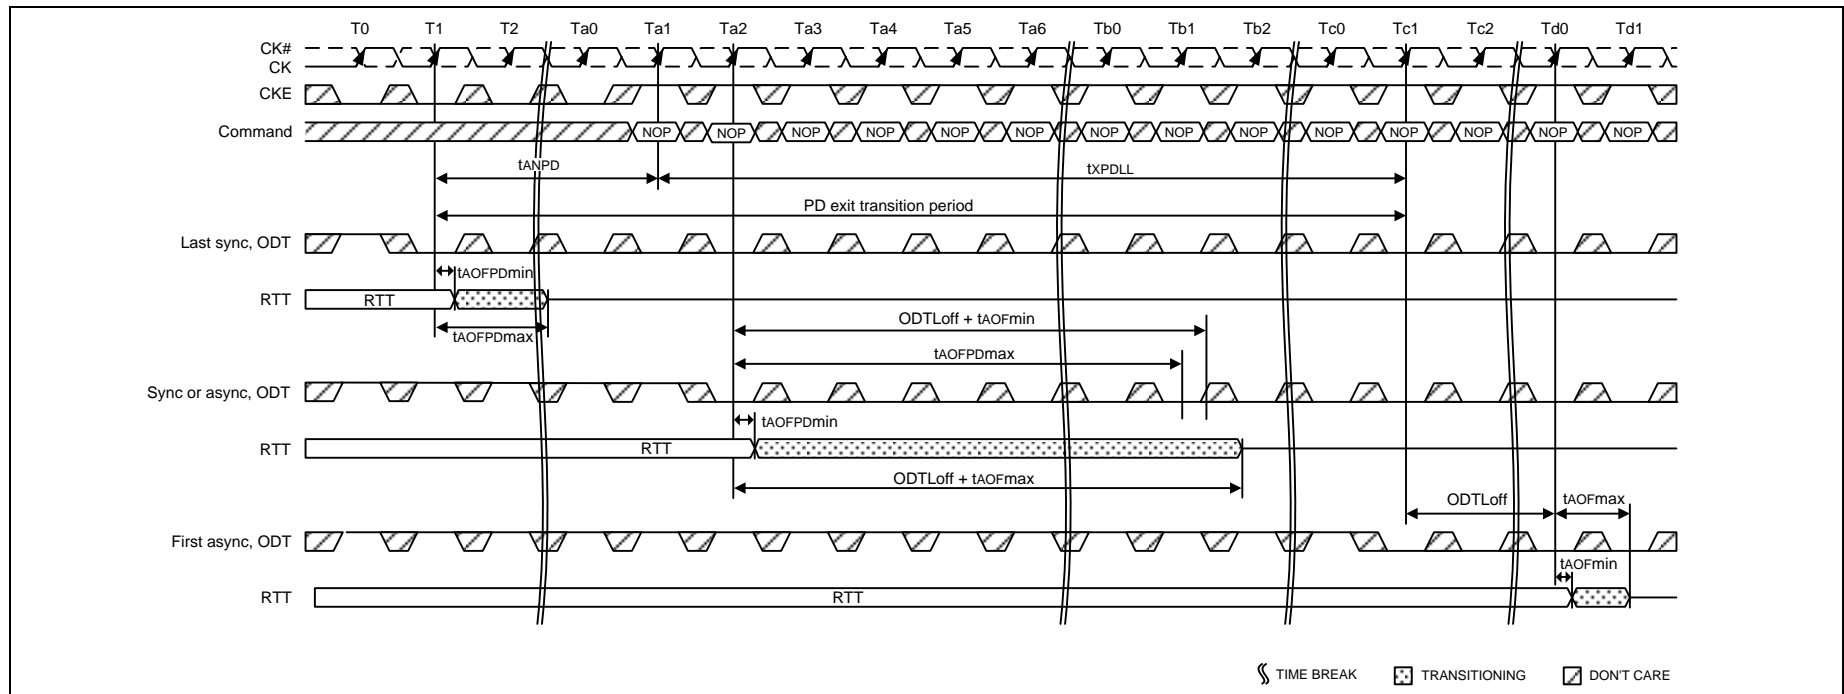 T0 T1 T2 Ta0 Ta1 Ta2 Ta3 Ta4 Ta5 Ta6 Tb0 Tb1 Tb2 Tc0 Tc1 Tc2 Td0 Td1
CK#
CK
CKE
Command NOP NOP NOP NOP NOP NOP NOP NOP NOP NOP NOP NOP NOP NOP
tANPD tXPDLL
PD exit transition period
Last sync, ODT
tAOFPDmin
RTT RTT
tAOFPDmax
ODTLoff + tAOFmin
tAOFPDmax
Sync or async, ODT
tAOFPDmin
RTT RTT
ODTLoff + tAOFmax
ODTLoff tAOFmax
First async, ODT
tAOFmin
RTT RTT
TIME BREAK TRANSITIONING DON'T CARE